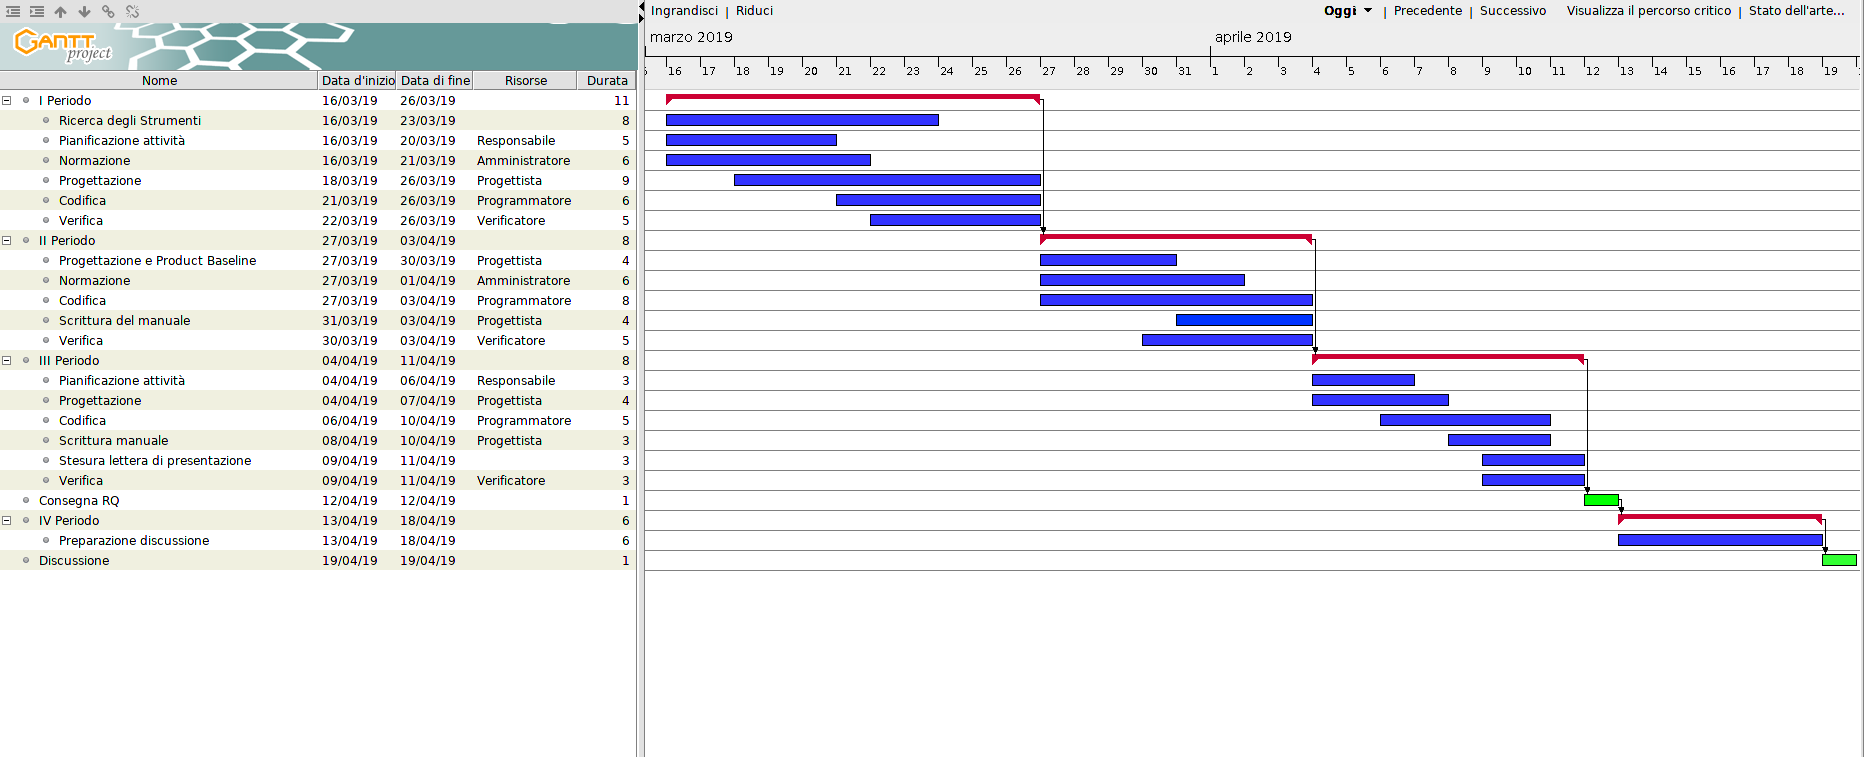 Ingrandisci | Riduci Oggi | Precedente | Successivo Visualizza il percorso critico | Stato dell'arte...
GANTT project
marzo 2019 aprile 2019
16 17 18 19 20 21 22 23 24 25 26 27 28 29 30 31 1 2 3 4 5 6 7 8 9 10 11 12 13 14 15 16 17 18 19
Nome Data d'inizio Data di fine Risorse Durata
I Periodo 16/03/19 26/03/19 11
Ricerca degli Strumenti 16/03/19 23/03/19 8
Pianificazione attività 16/03/19 20/03/19 Responsabile 5
Normazione 16/03/19 21/03/19 Amministratore 6
Progettazione 18/03/19 26/03/19 Progettista 9
Codifica 21/03/19 26/03/19 Programmatore 6
Verifica 22/03/19 26/03/19 Verificatore 5
II Periodo 27/03/19 03/04/19 8
Progettazione e Product Baseline 27/03/19 30/03/19 Progettista 4
Normazione 27/03/19 01/04/19 Amministratore 6
Codifica 27/03/19 03/04/19 Programmatore 8
Scrittura del manuale 31/03/19 03/04/19 Progettista 4
Verifica 30/03/19 03/04/19 Verificatore 5
III Periodo 04/04/19 11/04/19 8
Pianificazione attività 04/04/19 06/04/19 Responsabile 3
Progettazione 04/04/19 07/04/19 Progettista 4
Codifica 06/04/19 10/04/19 Programmatore 5
Scrittura manuale 08/04/19 10/04/19 Progettista 3
Stesura lettera di presentazione 09/04/19 11/04/19 3
Verifica 09/04/19 11/04/19 Verificatore 3
Consegna RQ 12/04/19 12/04/19 1
IV Periodo 13/04/19 18/04/19 6
Preparazione discussione 13/04/19 18/04/19 6
Discussione 19/04/19 19/04/19 1